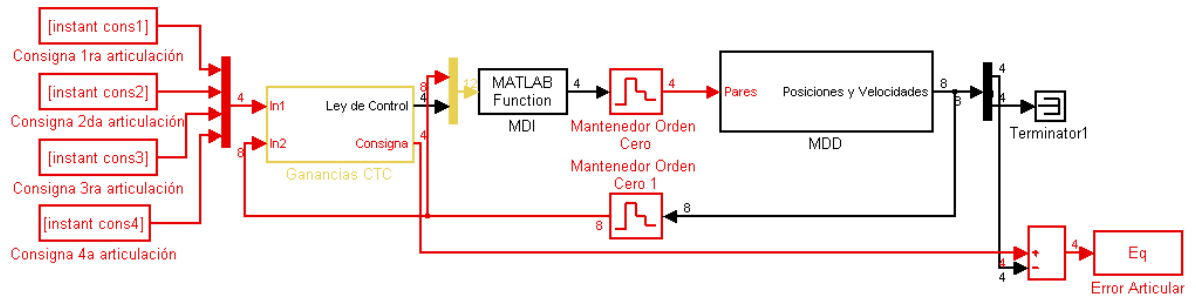 [instant cons1]
Consigna 1ra articulación
[instant cons2]
Consigna 2da articulación
[instant cons3]
Consigna 3ra articulación
[instant cons4]
Consigna 4a articulación
4
8
In1
In2
Ley de Control
Consigna
Ganancias CTC
4
4
8
12
MATLAB
Function
MDI
4
Mantenedor Orden
Cero
4
Pares
Posiciones y Velocidades
MDD
8
8
4
4
Terminator1
Mantenedor Orden
Cero 1
8
8
+
-
4
4
4
Eq
Error Articular